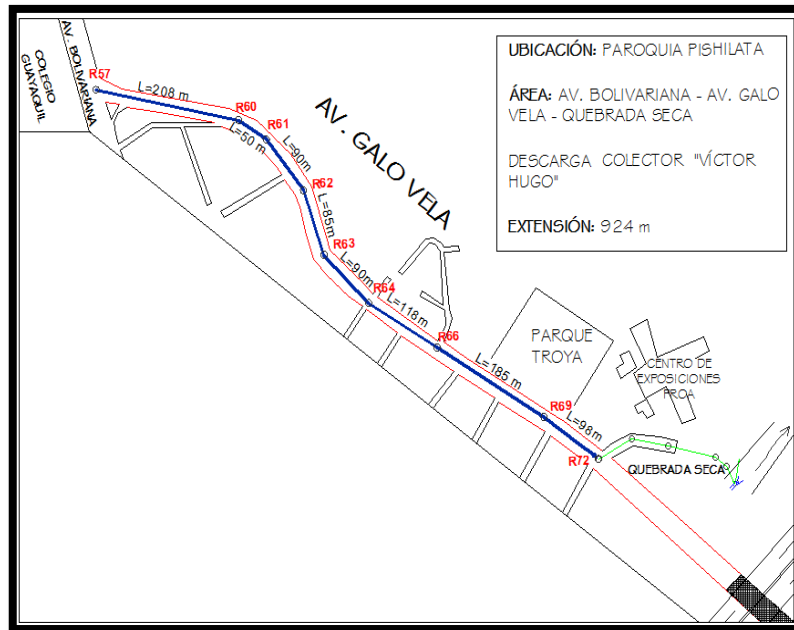 COLEGIO
GUAYAQUIL
AV. BOLIVARIANA
R57
L=208 m
R60
L=50 m
R61
L=90m
R62
L=85m
R63
L=90m
R64
L=118m
R66
L=185 m
R69
L=98m
R72
AV. GALO VELA
PARQUE
TROYA
CENTRO DE
EXPOSICIONES
PROA
QUEBRADA SECA
UBICACIÓN: PAROQUIA PISHILATA
ÁREA: AV. BOLIVARIANA - AV. GALO
VELA - QUEBRADA SECA
DESCARGA COLECTOR "VÍCTOR
HUGO"
EXTENSIÓN: 924 m